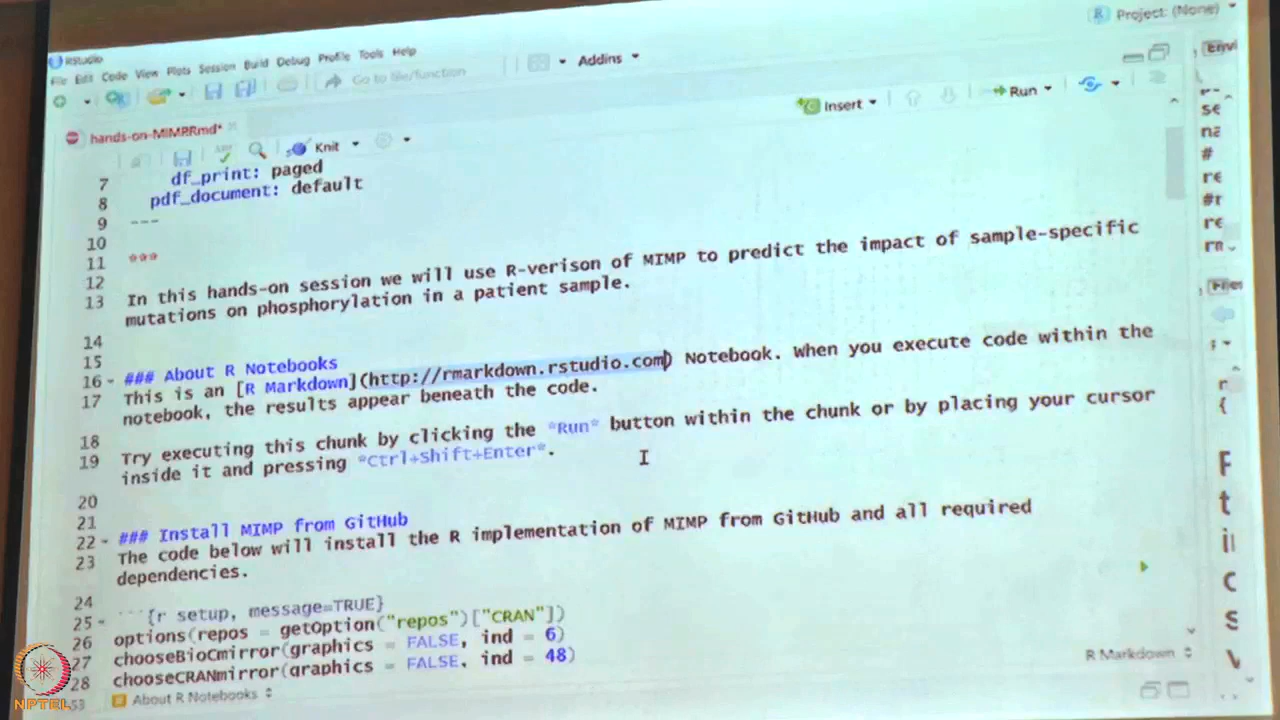 RStudio
File Edit Code View Plots Session Build Debug Profile Tools Help
Project: (None)
Go to file/function
Addins
hands-on-MIMP.Rmd*
Insert
Run
Knit
7 df_print: paged
8 pdf_document: default
9 ---
10
11 ***
12
13 In this hands-on session we will use R-verison of MIMP to predict the impact of sample-specific
mutations on phosphorylation in a patient sample.
14
15
16 ### About R Notebooks
17 This is an [R Markdown](http://rmarkdown.rstudio.com) Notebook. When you execute code within the
notebook, the results appear beneath the code.
18
19 Try executing this chunk by clicking the *Run* button within the chunk or by placing your cursor
inside it and pressing *Ctrl+Shift+Enter*.
20
21
22 ### Install MIMP from GitHub
23 The code below will install the R implementation of MIMP from GitHub and all required
dependencies.
24
25 ```{r setup, message=TRUE}
26 options(repos = getOption("repos")["CRAN"])
27 chooseBioCmirror(graphics = FALSE, ind = 6)
28 chooseCRANmirror(graphics = FALSE, ind = 48)
About R Notebooks
R Markdown
NPTEL